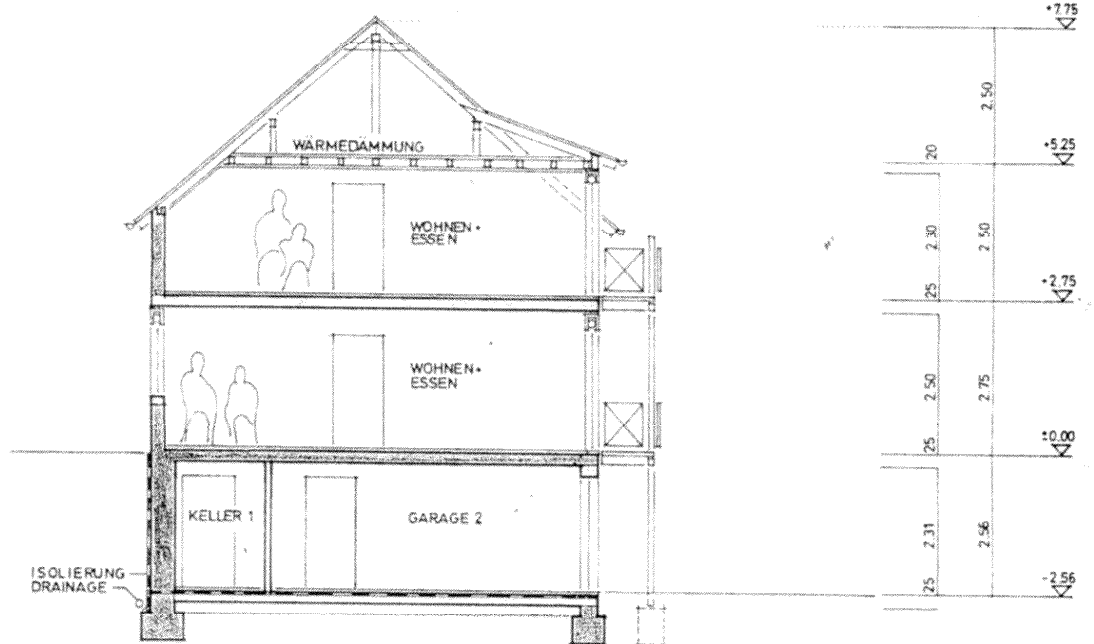 +7.75
2.50
WÄRMEDÄMMUNG
20
+5.25
WOHNEN+
ESSEN
2.30
2.50
25
+2.75
WOHNEN+
ESSEN
2.50
2.75
25
±0.00
KELLER 1
GARAGE 2
2.31
2.56
ISOLIERUNG
DRAINAGE
25
-2.56